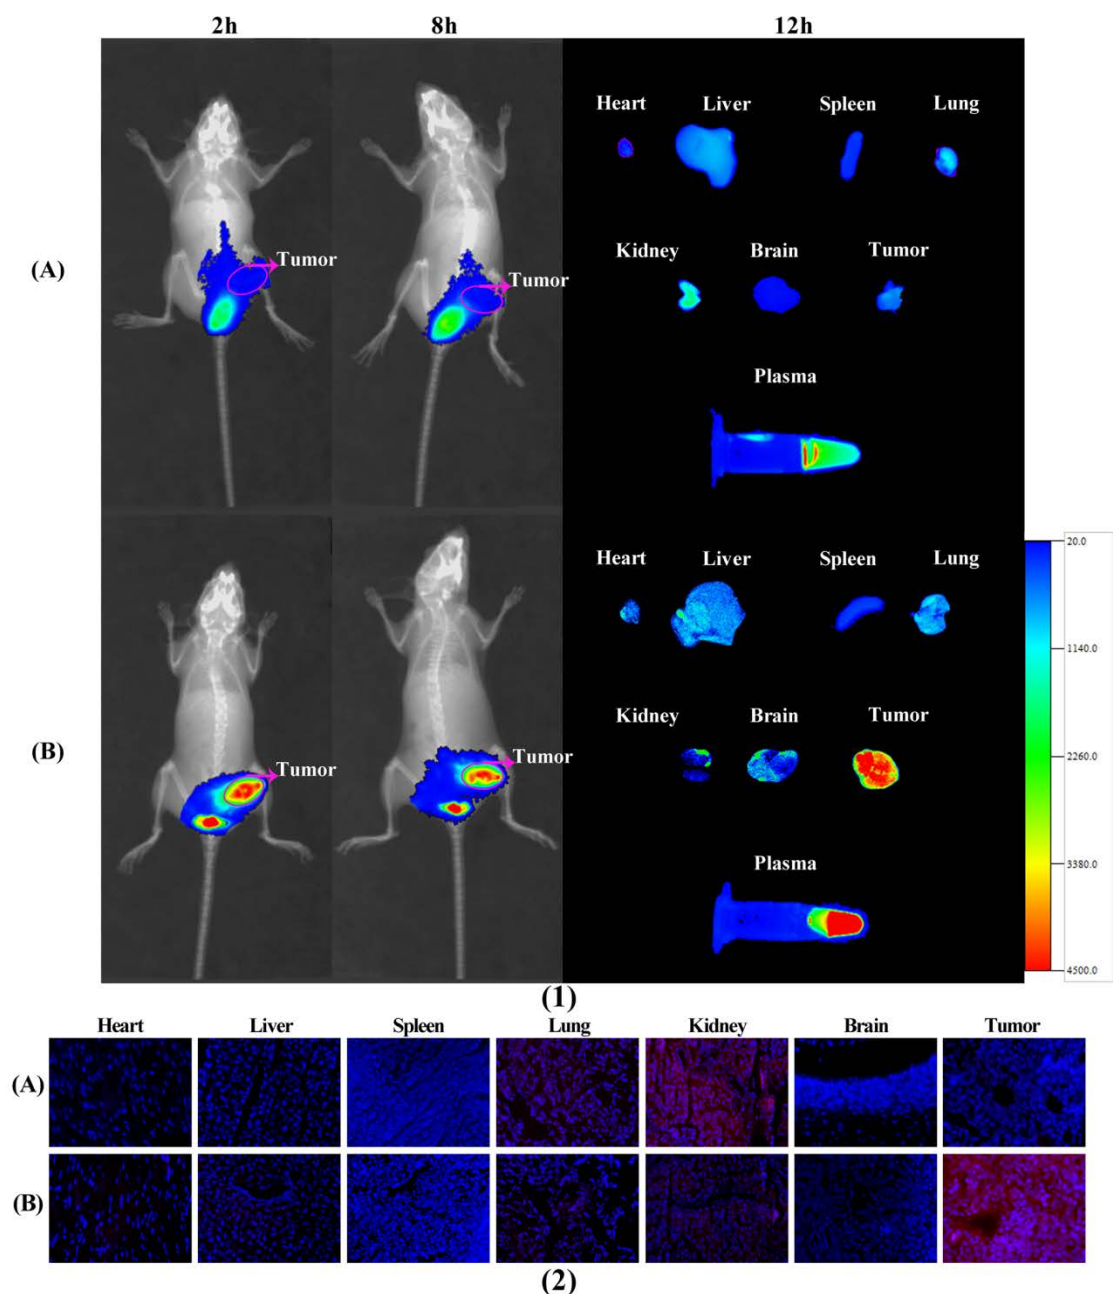 2h 8h 12h
Heart Liver Spleen Lung
(A) Tumor Tumor
Kidney Brain Tumor
Plasma
Heart Liver Spleen Lung
20.0
1140.0
2260.0
3380.0
4500.0
Kidney Brain Tumor
(B) Tumor Tumor
Plasma
(1)
Heart Liver Spleen Lung Kidney Brain Tumor
(A)
(B)
(2)